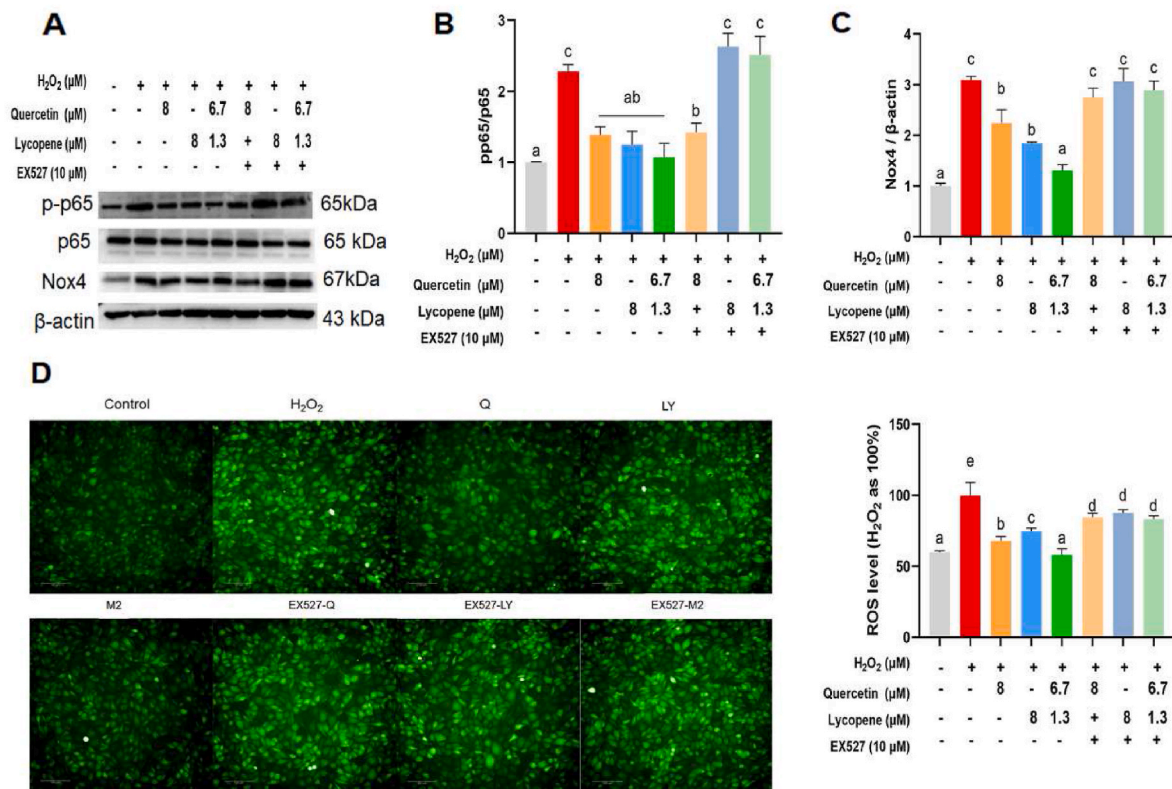 A
H₂O₂ (µM) - + + + + + + +
Quercetin (µM) - - 8 - 6.7 8 - 6.7
Lycopene (µM) - - - 8 1.3 + 8 1.3
EX527 (10 µM) - - - - - + + +
p-p65 65kDa
p65 65 kDa
Nox4 67kDa
β-actin 43 kDa
B
pp65/p65
3
2
1
0
a c ab b c c
H₂O₂ (µM) - + + + + + + +
Quercetin (µM) - - 8 - 6.7 8 - 6.7
Lycopene (µM) - - - 8 1.3 + 8 1.3
EX527 (10 µM) - - - - - + + +
C
Nox4 / β-actin
4
3
2
1
0
a c b b a c c c
H₂O₂ (µM) - + + + + + + +
Quercetin (µM) - - 8 - 6.7 8 - 6.7
Lycopene (µM) - - - 8 1.3 + 8 1.3
EX527 (10 µM) - - - - - + + +
D
Control H₂O₂ Q LY
M2 EX527-Q EX527-LY EX527-M2
ROS level (H₂O₂ as 100%)
150
100
50
0
a e b c a d d d
H₂O₂ (µM) - + + + + + + +
Quercetin (µM) - - 8 - 6.7 8 - 6.7
Lycopene (µM) - - - 8 1.3 + 8 1.3
EX527 (10 µM) - - - - - + + +